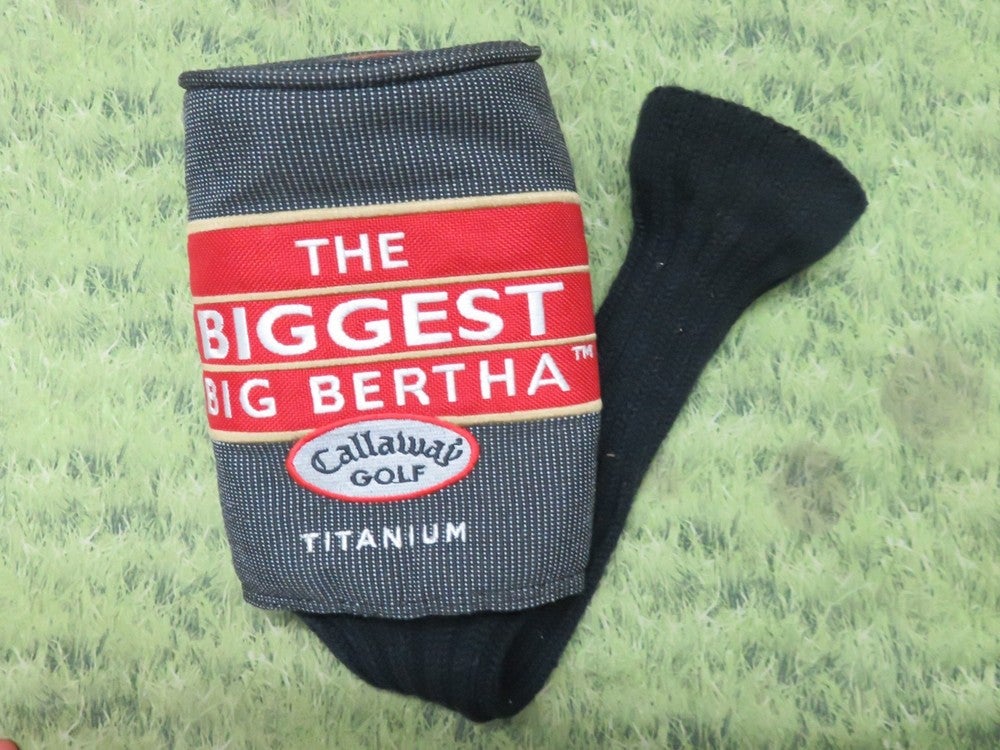 THE
BIGGEST
BIG BERTHA™
Callaway
GOLF
TITANIUM